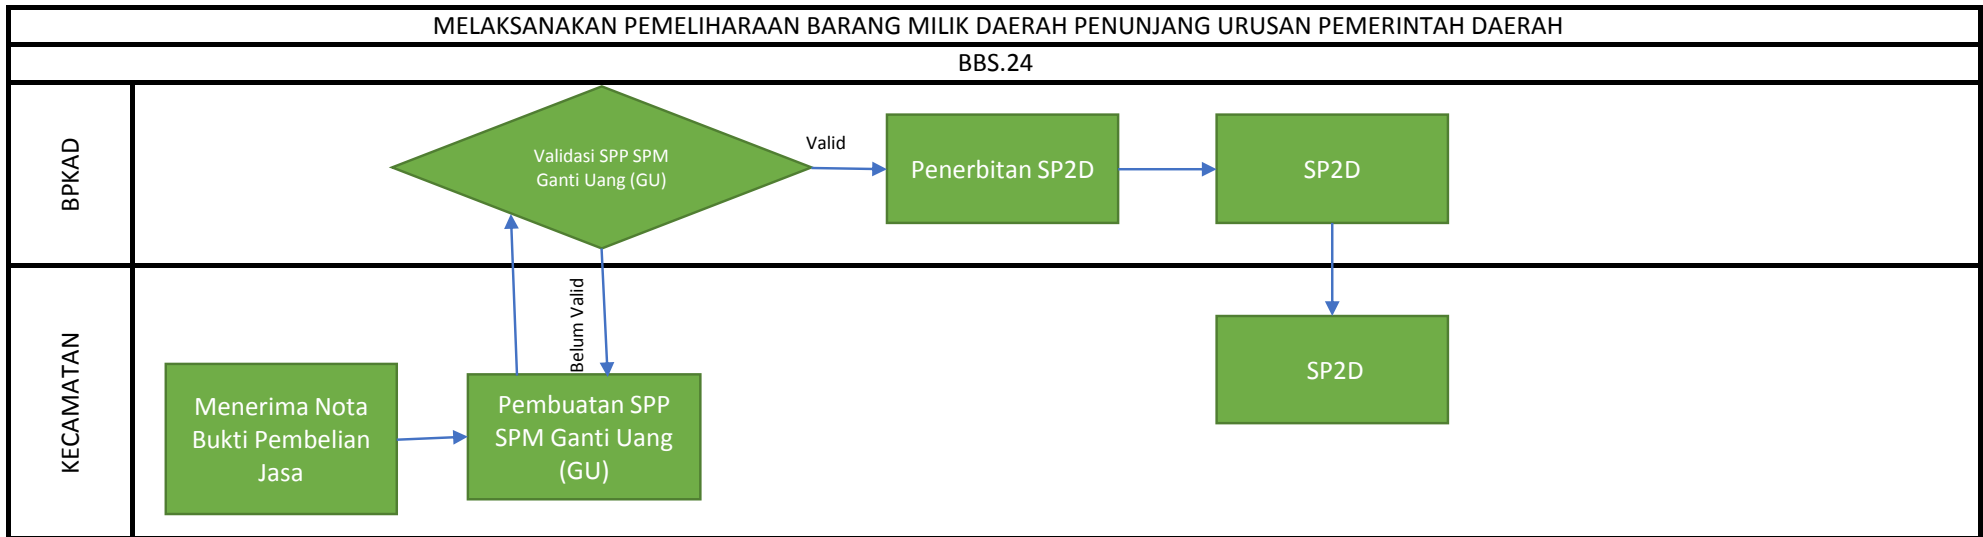 MELAKSANAKAN PEMELIHARAAN BARANG MILIK DAERAH PENUNJANG URUSAN PEMERINTAH DAERAH
BBS.24
BPKAD
Validasi SPP SPM
Ganti Uang (GU)
Valid
Penerbitan SP2D
SP2D
Belum Valid
KECAMATAN
Menerima Nota
Bukti Pembelian
Jasa
Pembuatan SPP
SPM Ganti Uang
(GU)
SP2D